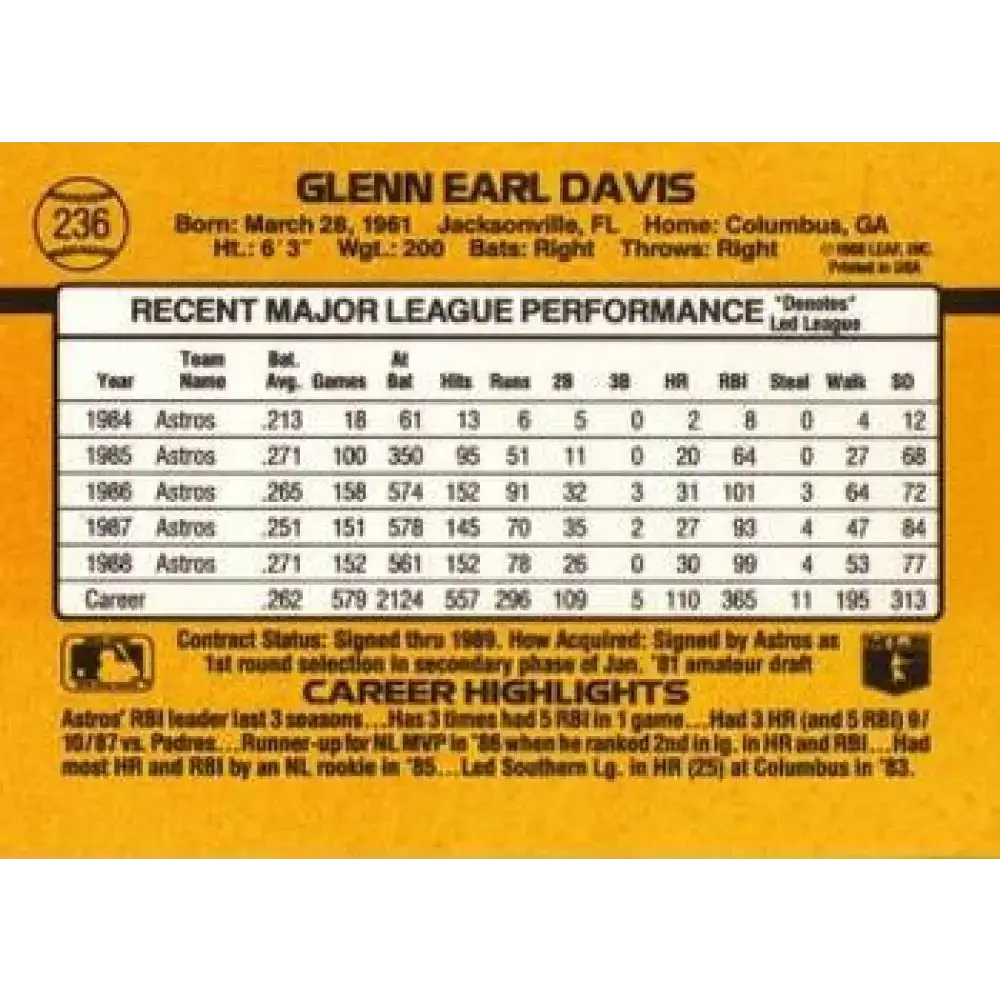 236
GLENN EARL DAVIS
Born: March 28, 1961 Jacksonville, FL Home: Columbus, GA
Ht.: 6' 3" Wgt.: 200 Bats: Right Throws: Right
© 1988 LEAF, INC.
Printed in USA
RECENT MAJOR LEAGUE PERFORMANCE "Denotes" Led League
Year Team Name Bat. Avg. Games At Bat Hits Runs 2B 3B HR RBI Steal Walk SO
1984 Astros .213 18 61 13 6 5 0 2 8 0 4 12
1985 Astros .271 100 350 95 51 11 0 20 64 0 27 68
1986 Astros .265 158 574 152 91 32 3 31 101 3 64 72
1987 Astros .251 151 578 145 70 35 2 27 93 4 47 84
1988 Astros .271 152 561 152 78 26 0 30 99 4 53 77
Career .262 579 2124 557 296 109 5 110 365 11 195 313
Contract Status: Signed thru 1989. How Acquired: Signed by Astros as
1st round selection in secondary phase of Jan. '81 amateur draft
CAREER HIGHLIGHTS
Astros' RBI leader last 3 seasons...Has 3 times had 5 RBI in 1 game...Had 3 HR (and 5 RBI) 9/
10/87 vs. Padres...Runner-up for NL MVP in '86 when he ranked 2nd in lg. in HR and RBI...Had
most HR and RBI by an NL rookie in '85...Led Southern Lg. in HR (25) at Columbus in '83.